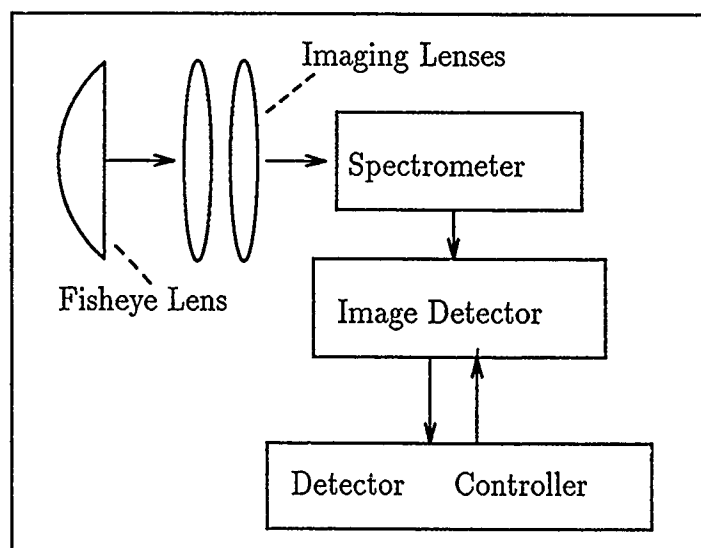 Imaging Lenses
Spectrometer
Fisheye Lens
Image Detector
Detector Controller